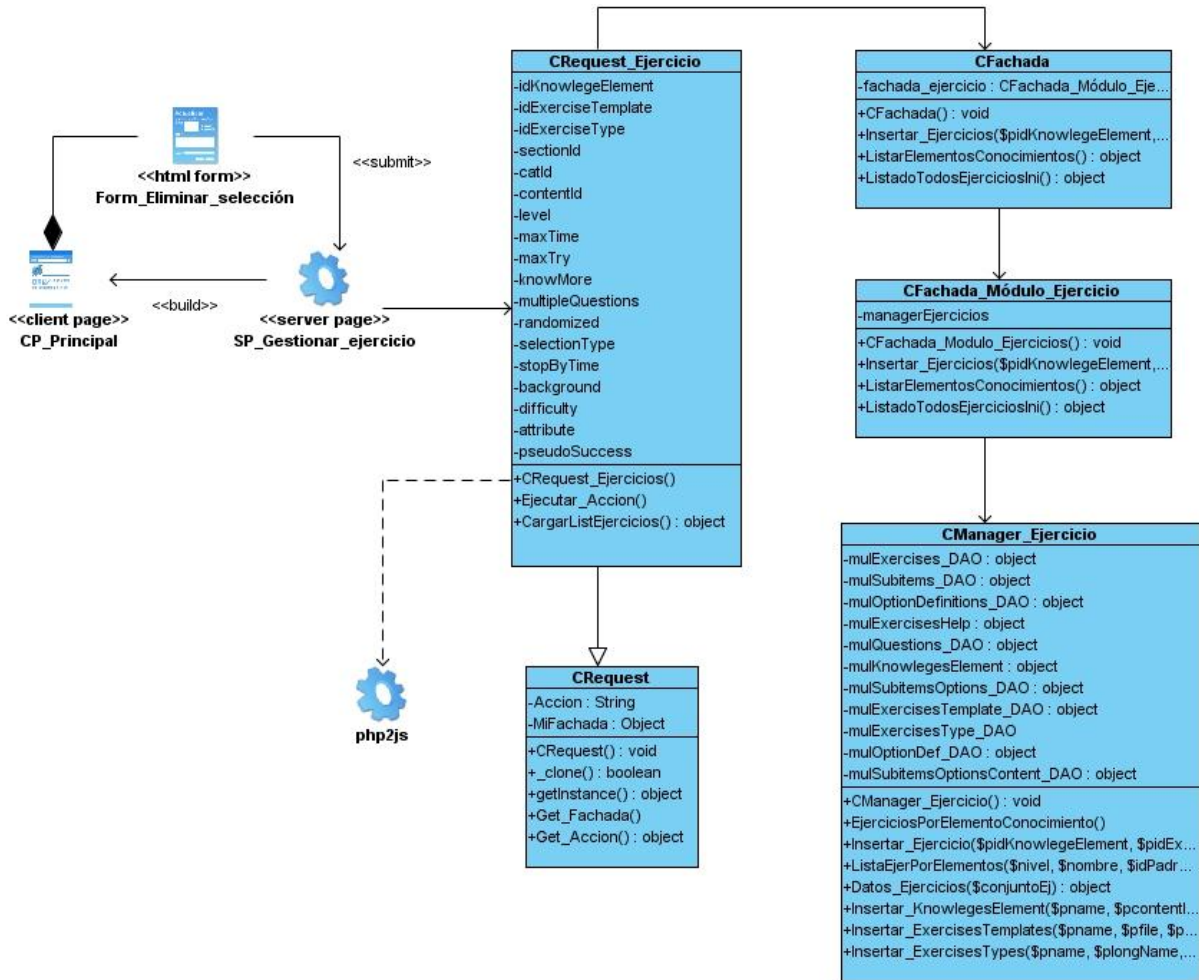 <<html form>>
Form_Eliminar_selección
<<submit>>
<<build>>
<<client page>>
CP_Principal
<<server page>>
SP_Gestionar_ejercicio
CRequest_Ejercicio
-idKnowlegeElement
-idExerciseTemplate
-idExerciseType
-sectionId
-catId
-contentId
-level
-maxTime
-maxTry
-knowMore
-multipleQuestions
-randomized
-selectionType
-stopByTime
-background
-difficulty
-attribute
-pseudoSuccess
+CRequest_Ejercicios()
+Ejecutar_Accion()
+CargarListEjercicios() : object
php2js
CRequest
-Accion : String
-MiFachada : Object
+CRequest() : void
+_clone() : boolean
+getInstance() : object
+Get_Fachada()
+Get_Accion() : object
CFachada
-fachada_ejercicio : CFachada_Módulo_Eje...
+CFachada() : void
+Insertar_Ejercicios($pidKnowlegeElement,...
+ListarElementosConocimientos() : object
+ListadoTodosEjerciciosIni() : object
CFachada_Módulo_Ejercicio
-managerEjercicios
+CFachada_Modulo_Ejercicios() : void
+Insertar_Ejercicios($pidKnowlegeElement,...
+ListarElementosConocimientos() : object
+ListadoTodosEjerciciosIni() : object
CManager_Ejercicio
-mulExercises_DAO : object
-mulSubitems_DAO : object
-mulOptionDefinitions_DAO : object
-mulExercisesHelp : object
-mulQuestions_DAO : object
-mulKnowlegesElement : object
-mulSubitemsOptions_DAO : object
-mulExercisesTemplate_DAO : object
-mulExercisesType_DAO
-mulOptionDef_DAO : object
-mulSubitemsOptionsContent_DAO : object
+CManager_Ejercicio() : void
+EjerciciosPorElementoConocimiento()
+Insertar_Ejercicio($pidKnowlegeElement, $pidEx...
+ListaEjerPorElementos($nivel, $nombre, $idPadr...
+Datos_Ejercicios($conjuntoEj) : object
+Insertar_KnowlegesElement($pname, $pcontentI...
+Insertar_ExercisesTemplates($pname, $pfile, $p...
+Insertar_ExercisesTypes($pname, $plongName,...